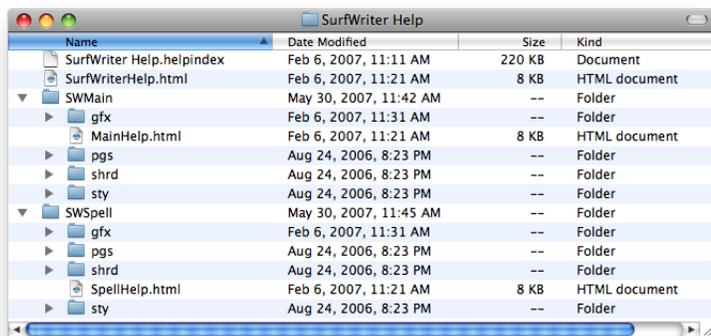 SurfWriter Help
Name Date Modified Size Kind
SurfWriter Help.helpindex Feb 6, 2007, 11:11 AM 220 KB Document
SurfWriterHelp.html Feb 6, 2007, 11:21 AM 8 KB HTML document
SWMain May 30, 2007, 11:42 AM -- Folder
gfx Feb 6, 2007, 11:31 AM -- Folder
MainHelp.html Feb 6, 2007, 11:21 AM 8 KB HTML document
pgs Aug 24, 2006, 8:23 PM -- Folder
shrd Aug 24, 2006, 8:23 PM -- Folder
sty Aug 24, 2006, 8:23 PM -- Folder
SWSpell May 30, 2007, 11:45 AM -- Folder
gfx Feb 6, 2007, 11:31 AM -- Folder
pgs Aug 24, 2006, 8:23 PM -- Folder
shrd Aug 24, 2006, 8:23 PM -- Folder
SpellHelp.html Feb 6, 2007, 11:21 AM 8 KB HTML document
sty Aug 24, 2006, 8:23 PM -- Folder